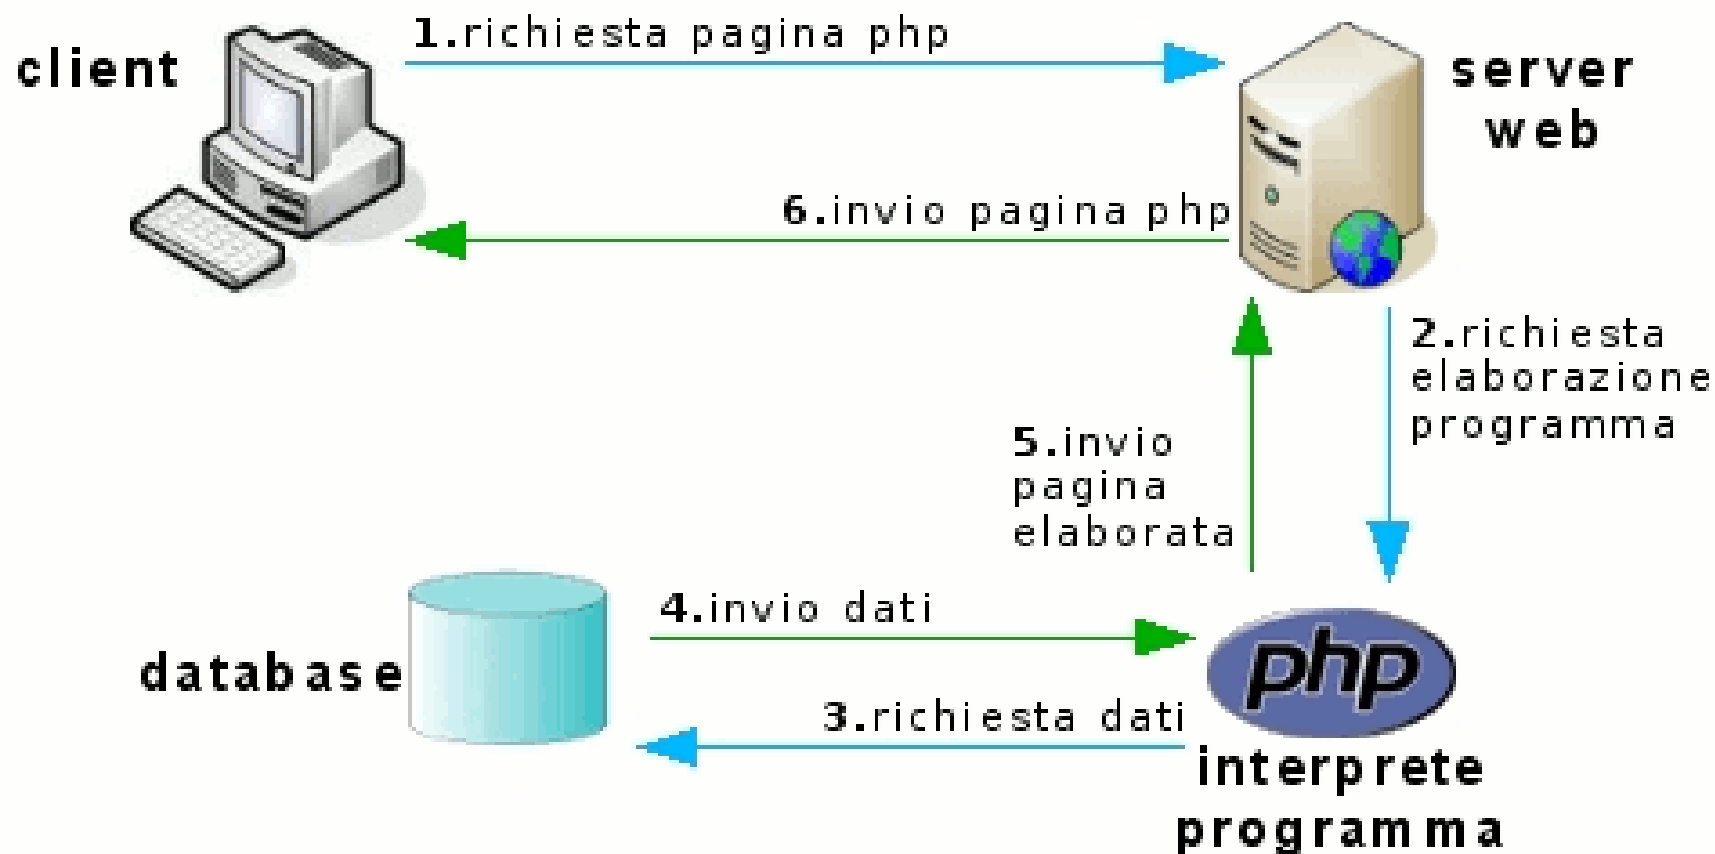 client
1.richiesta pagina php
server
web
6.invio pagina php
2.richiesta
elaborazione
programma
5.invio
pagina
elaborata
4.invio dati
database
php
3.richiesta dati
interprete
programma